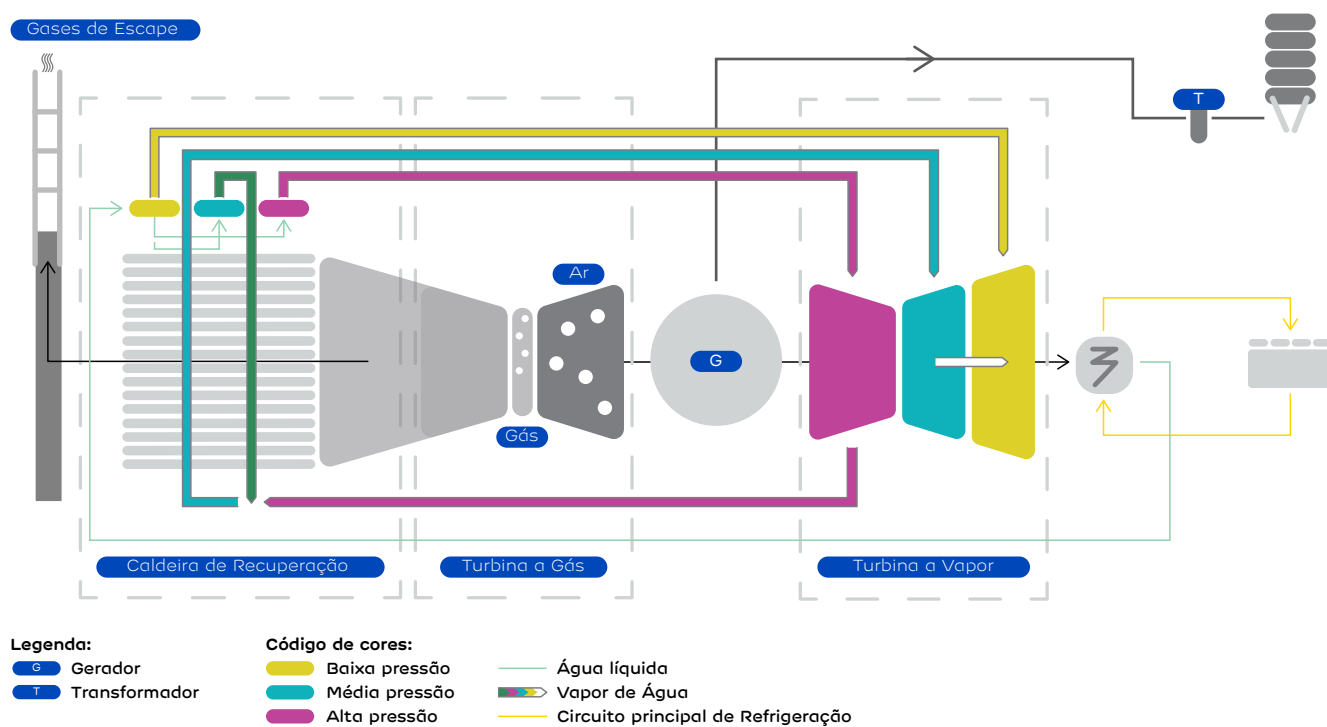 Gases de Escape
T
Ar
G
Gás
Caldeira de Recuperação
Turbina a Gás
Turbina a Vapor
Legenda:
G Gerador
T Transformador
Código de cores:
Baixa pressão
Média pressão
Alta pressão
Água líquida
Vapor de Água
Circuito principal de Refrigeração